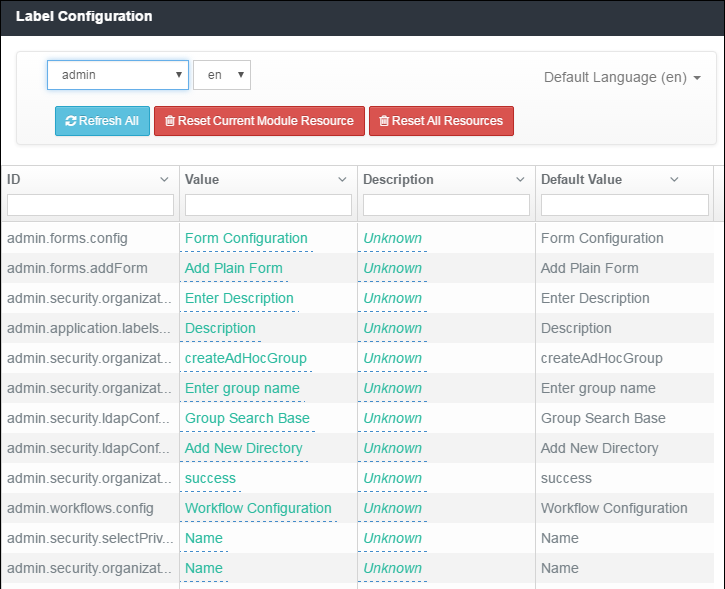 Label Configuration
admin en Default Language (en)
Refresh All Reset Current Module Resource Reset All Resources
ID Value Description Default Value
admin.forms.config Form Configuration Unknown Form Configuration
admin.forms.addForm Add Plain Form Unknown Add Plain Form
admin.security.organizat... Enter Description Unknown Enter Description
admin.application.labels... Description Unknown Description
admin.security.organizat... createAdHocGroup Unknown createAdHocGroup
admin.security.organizat... Enter group name Unknown Enter group name
admin.security.ldapConf... Group Search Base Unknown Group Search Base
admin.security.ldapConf... Add New Directory Unknown Add New Directory
admin.security.organizat... success Unknown success
admin.workflows.config Workflow Configuration Unknown Workflow Configuration
admin.security.selectPriv... Name Unknown Name
admin.security.organizat... Name Unknown Name